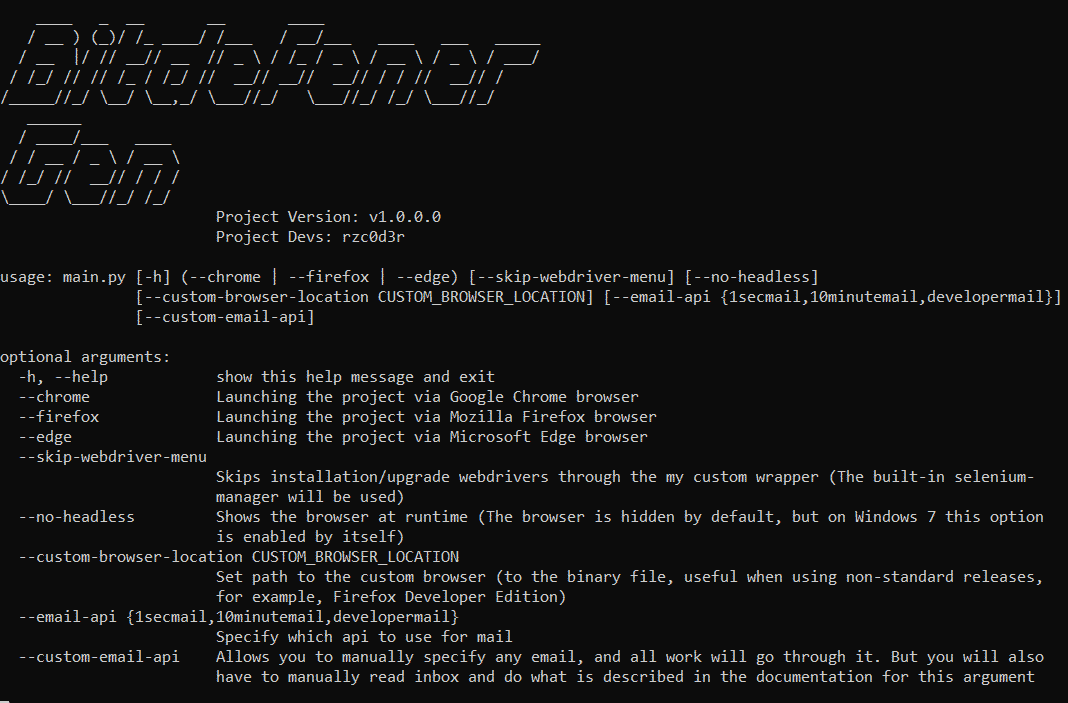 Bitdefener
Gen
Project Version: v1.0.0.0
Project Devs: rzc0d3r
usage: main.py [-h] (--chrome | --firefox | --edge) [--skip-webdriver-menu] [--no-headless]
[--custom-browser-location CUSTOM_BROWSER_LOCATION] [--email-api {1secmail,10minutemail,developermail}]
[--custom-email-api]
optional arguments:
-h, --help show this help message and exit
--chrome Launching the project via Google Chrome browser
--firefox Launching the project via Mozilla Firefox browser
--edge Launching the project via Microsoft Edge browser
--skip-webdriver-menu
Skips installation/upgrade webdrivers through the my custom wrapper (The built-in selenium-
manager will be used)
--no-headless Shows the browser at runtime (The browser is hidden by default, but on Windows 7 this option
is enabled by itself)
--custom-browser-location CUSTOM_BROWSER_LOCATION
Set path to the custom browser (to the binary file, useful when using non-standard releases,
for example, Firefox Developer Edition)
--email-api {1secmail,10minutemail,developermail}
Specify which api to use for mail
--custom-email-api Allows you to manually specify any email, and all work will go through it. But you will also
have to manually read inbox and do what is described in the documentation for this argument